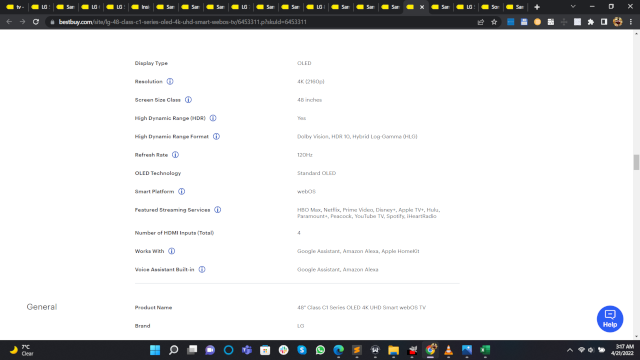 tv -
LG
Sam
LG
LG
Insi
Sam
Sam
Sam
LG
Sam
Sam
LG
Sam
Sam
Sam
Sam
LG
Sam
LG
Son
Sam
bestbuy.com/site/lg-48-class-c1-series-oled-4k-uhd-smart-webos-tv/6453311.p?skuId=6453311
Display Type OLED
Resolution 4K (2160p)
Screen Size Class 48 inches
High Dynamic Range (HDR) Yes
High Dynamic Range Format Dolby Vision, HDR 10, Hybrid Log-Gamma (HLG)
Refresh Rate 120Hz
OLED Technology Standard OLED
Smart Platform webOS
Featured Streaming Services HBO Max, Netflix, Prime Video, Disney+, Apple TV+, Hulu,
Paramount+, Peacock, YouTube TV, Spotify, iHeartRadio
Number of HDMI Inputs (Total) 4
Works With Google Assistant, Amazon Alexa, Apple HomeKit
Voice Assistant Built-in Google Assistant, Amazon Alexa
General
Product Name 48" Class C1 Series OLED 4K UHD Smart webOS TV
Brand LG
Help
7°C
Clear
3:17 AM
4/21/2022